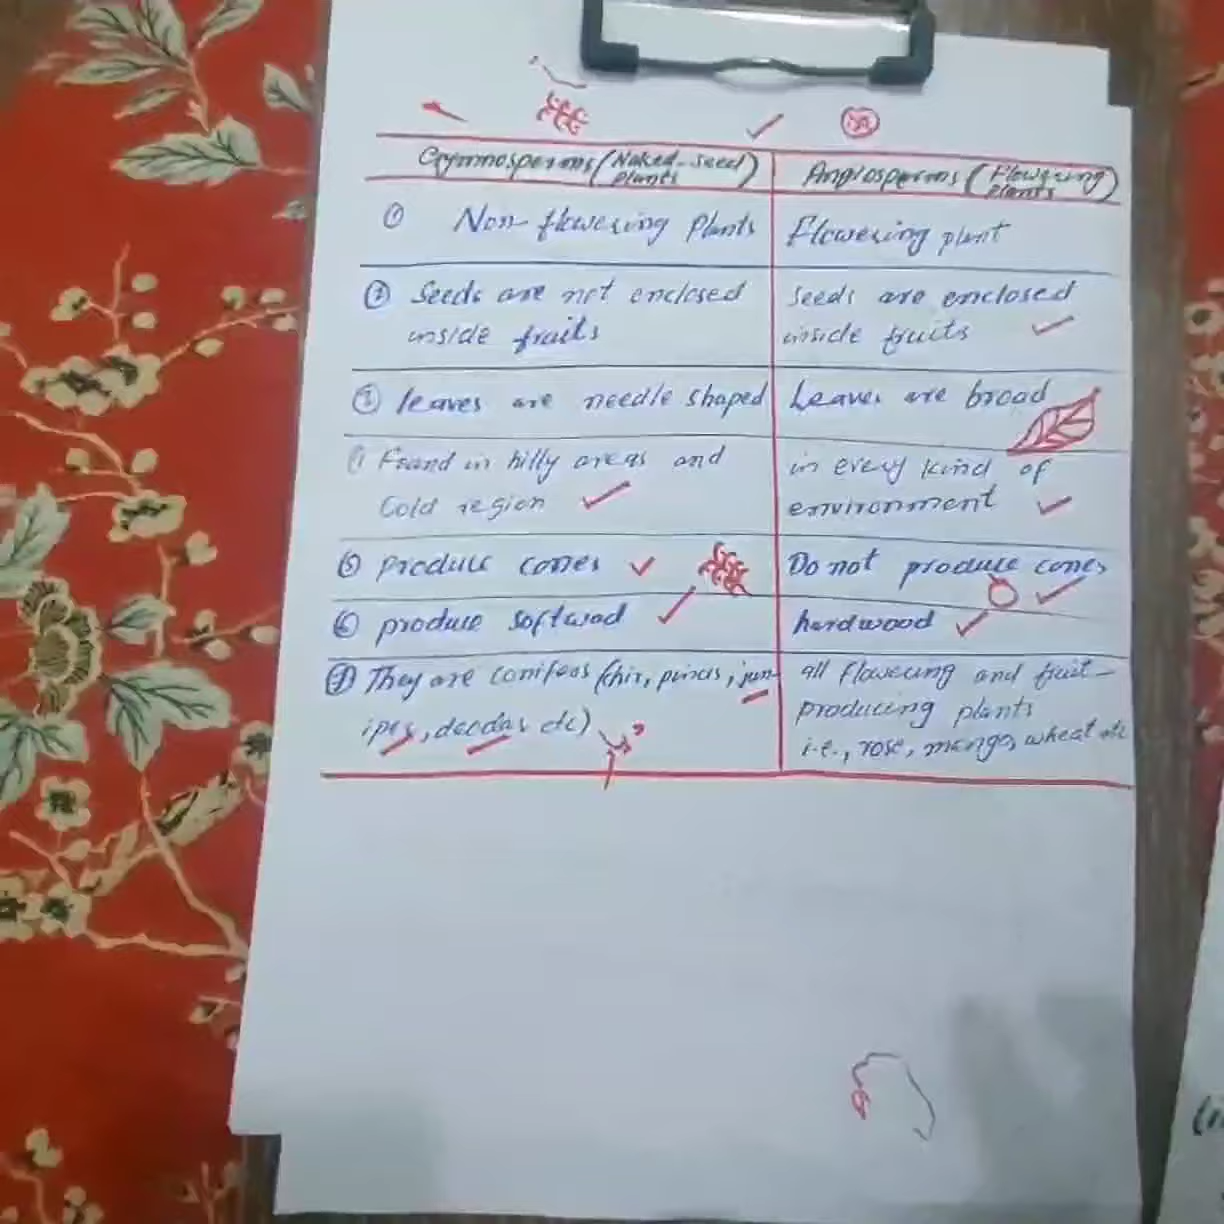 Gymnosperms (Naked-seed plants)
Angiosperms (Flowering plants)
① Non-flowering Plants
Flowering plant
② Seeds are not enclosed
inside fruits
Seeds are enclosed
inside fruits
③ leaves are needle shaped
Leaves are broad
Found in hilly areas and
Cold region
in every kind of
environment
⑤ produce cones
Do not produce cones
⑥ produce softwod
hardwood
⑦ They are conifers (chir, pinus, jun-
ipers, deodar etc)
all flowering and fruit-
producing plants
i.e., rose, mango, wheat etc